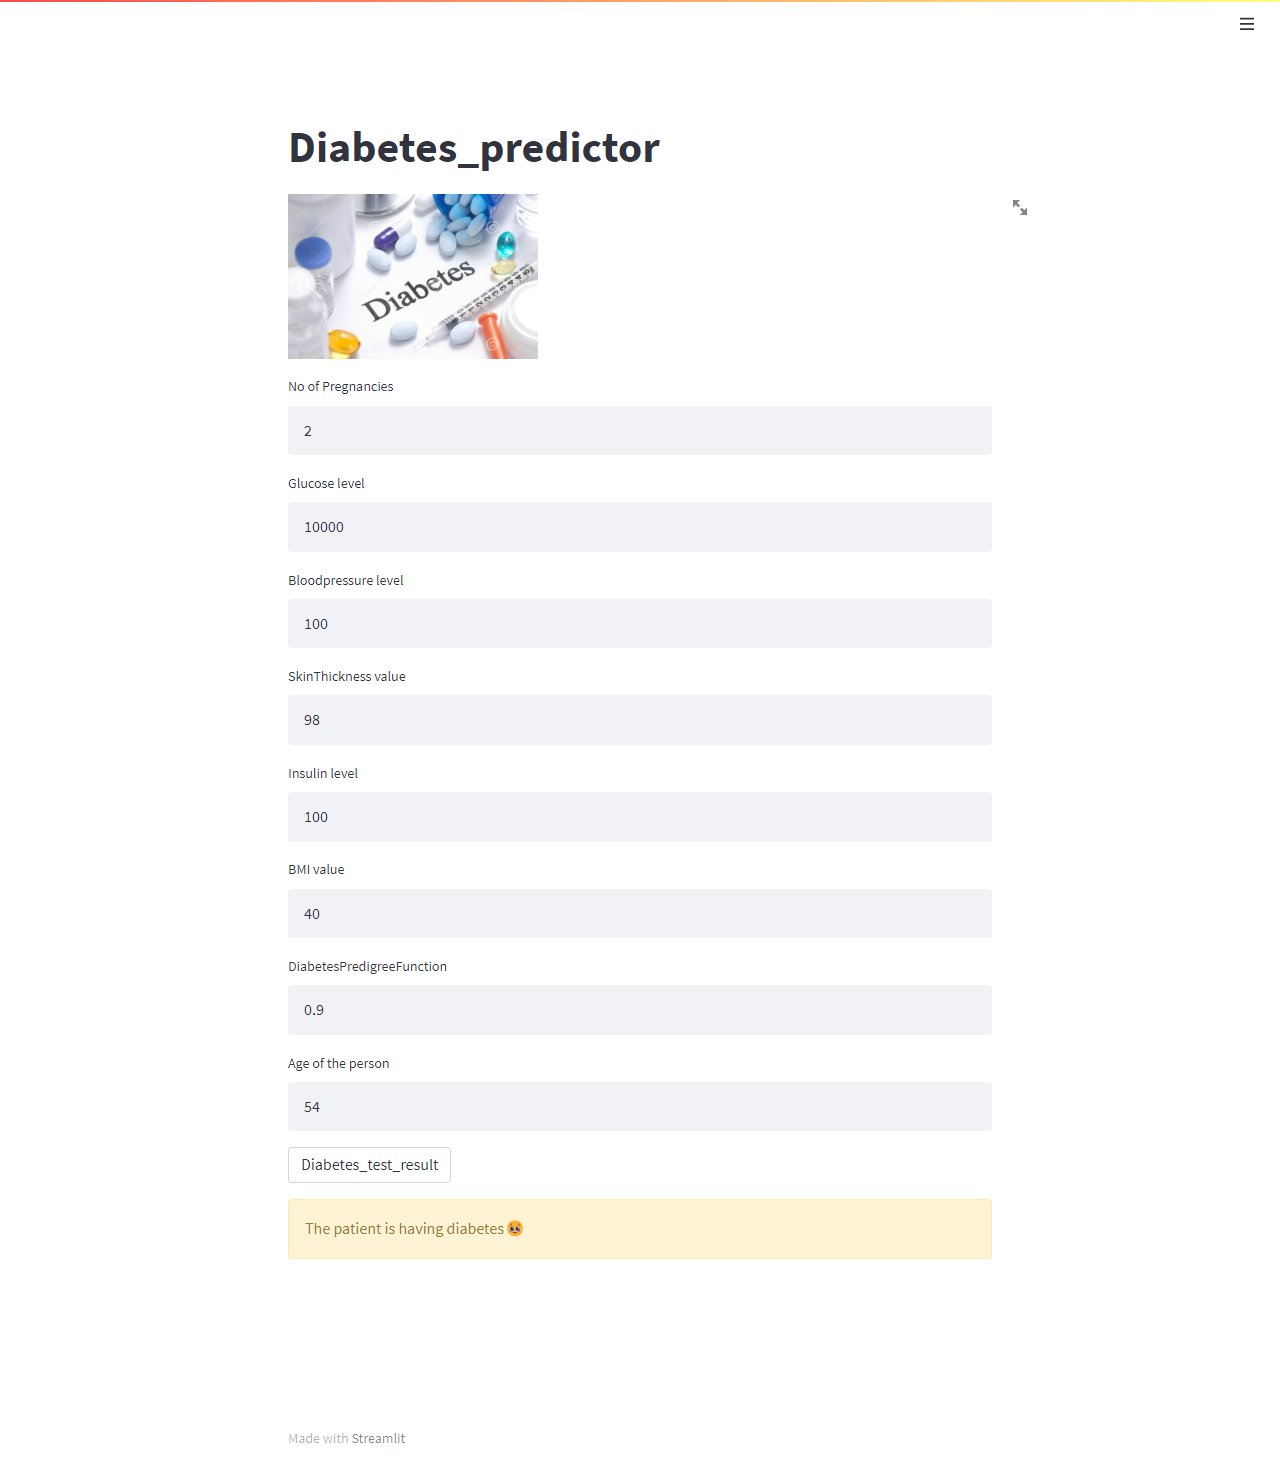 Diabetes_predictor
Diabetes
No of Pregnancies
2
Glucose level
10000
Bloodpressure level
100
SkinThickness value
98
Insulin level
100
BMI value
40
DiabetesPredigreeFunction
0.9
Age of the person
54
Diabetes_test_result
The patient is having diabetes🥺
Made with Streamlit